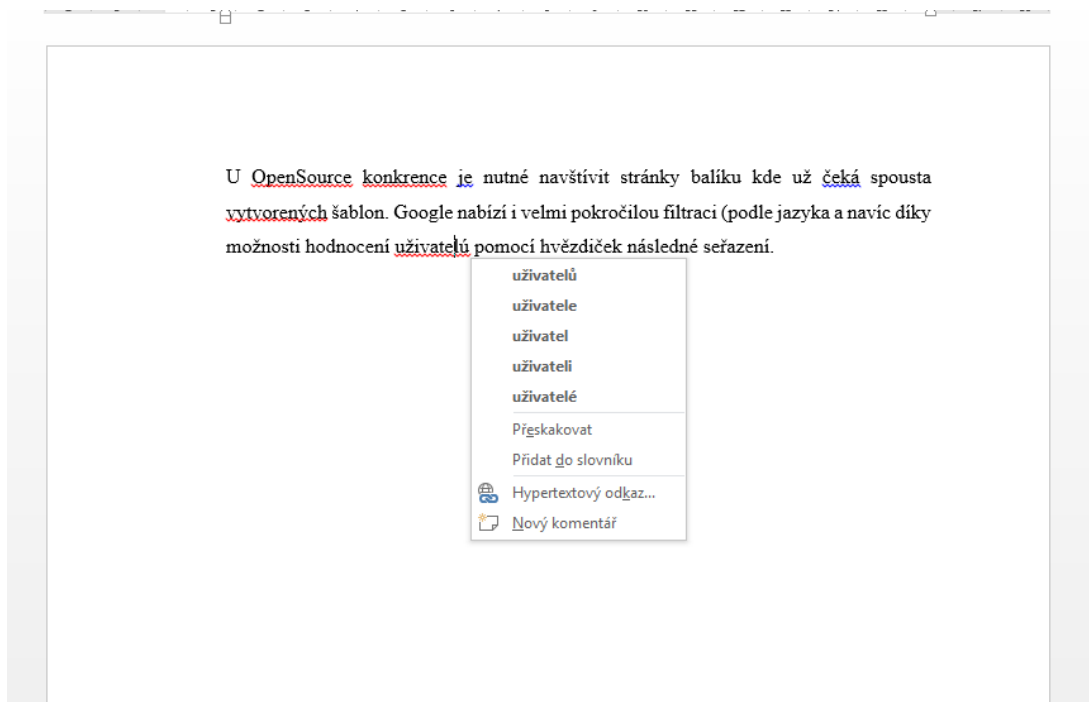 U OpenSource konkrence je nutné navštívit stránky balíku kde už čeká spousta
vytvorených šablon. Google nabízí i velmi pokročilou filtraci (podle jazyka a navíc díky
možnosti hodnocení uživatelú pomocí hvězdiček následné seřazení.
uživatelů
uživatele
uživatel
uživateli
uživatelé
Přeskakovat
Přidat do slovníku
Hypertextový odkaz...
Nový komentář